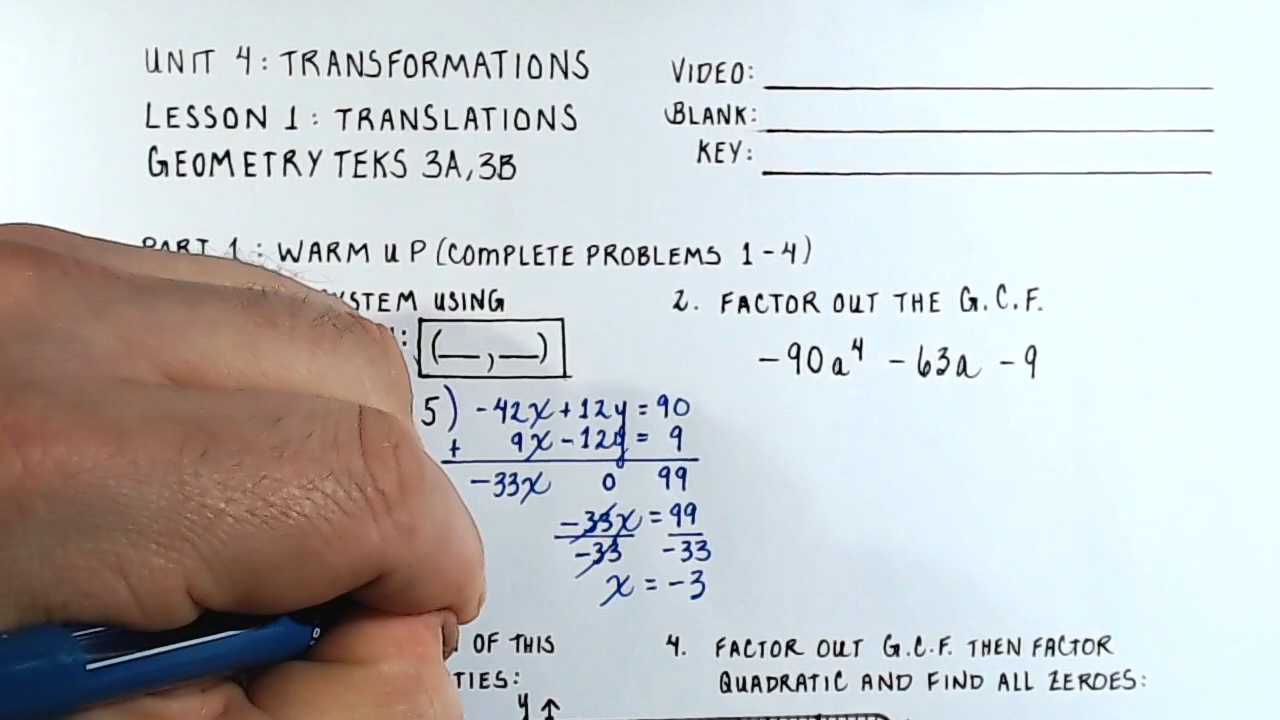 UNIT 4: TRANSFORMATIONS
LESSON 1: TRANSLATIONS
GEOMETRY TEKS 3A,3B
VIDEO:
BLANK:
KEY:
PART 1: WARM UP (COMPLETE PROBLEMS 1-4)
USING
(__,__)
5) -42x+12y=90
+ 9x-12y= 9
-33x 0 99
-33x = 99
-33 -33
x = -3
2. FACTOR OUT THE G.C.F.
-90a⁴ -63a -9
OF THIS
y
4. FACTOR OUT G.C.F. THEN FACTOR
QUADRATIC AND FIND ALL ZEROES: